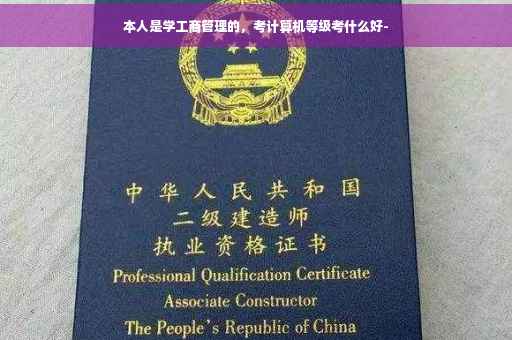 本人是学工商管理的，考计算机等级考什么好-
中华人民共和国
二级建造师
执业资格证书
Professional Qualification Certificate
Associate Constructor
The People's Republic of China